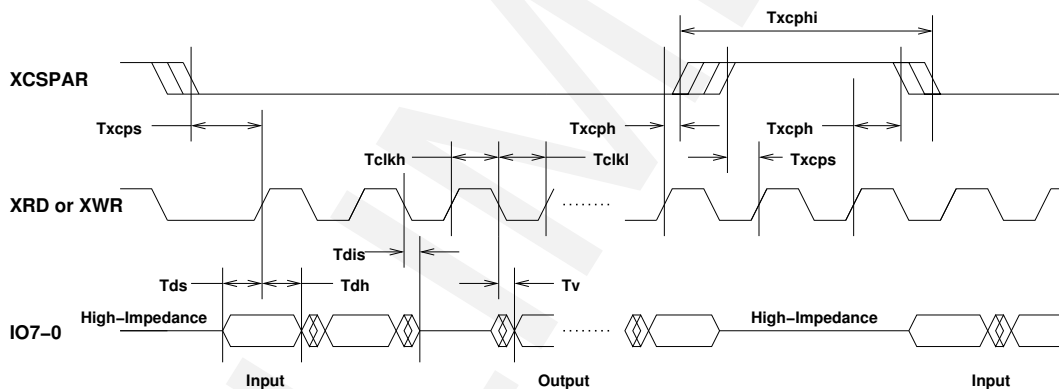 Txcphi
XCSPAR
Txcps
Txcph
Txcph
Tclkh
Tclkl
Txcps
XRD or XWR
Tdis
Tds
Tdh
Tv
High−Impedance
High−Impedance
IO7−0
Input
Output
Input